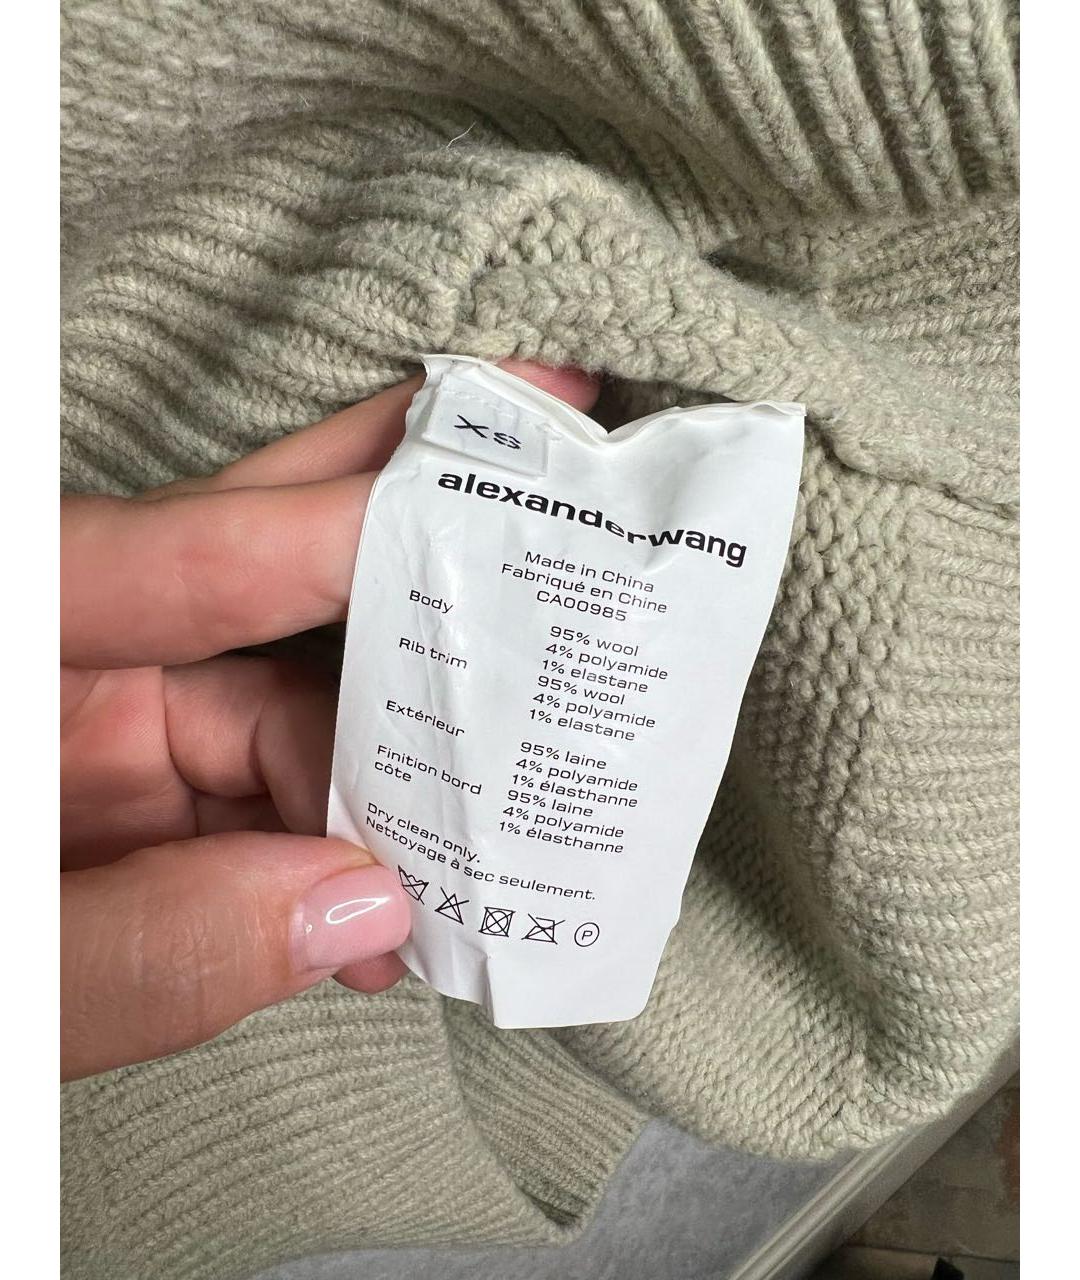 XS
alexanderwang
Made in China
Fabriqué en Chine
CA00985
Body
95% wool
4% polyamide
1% elastane
Rib trim
95% wool
4% polyamide
1% elastane
Extérieur
95% laine
4% polyamide
1% élasthanne
Finition bord
côte
95% laine
4% polyamide
1% élasthanne
Dry clean only.
Nettoyage à sec seulement.
P